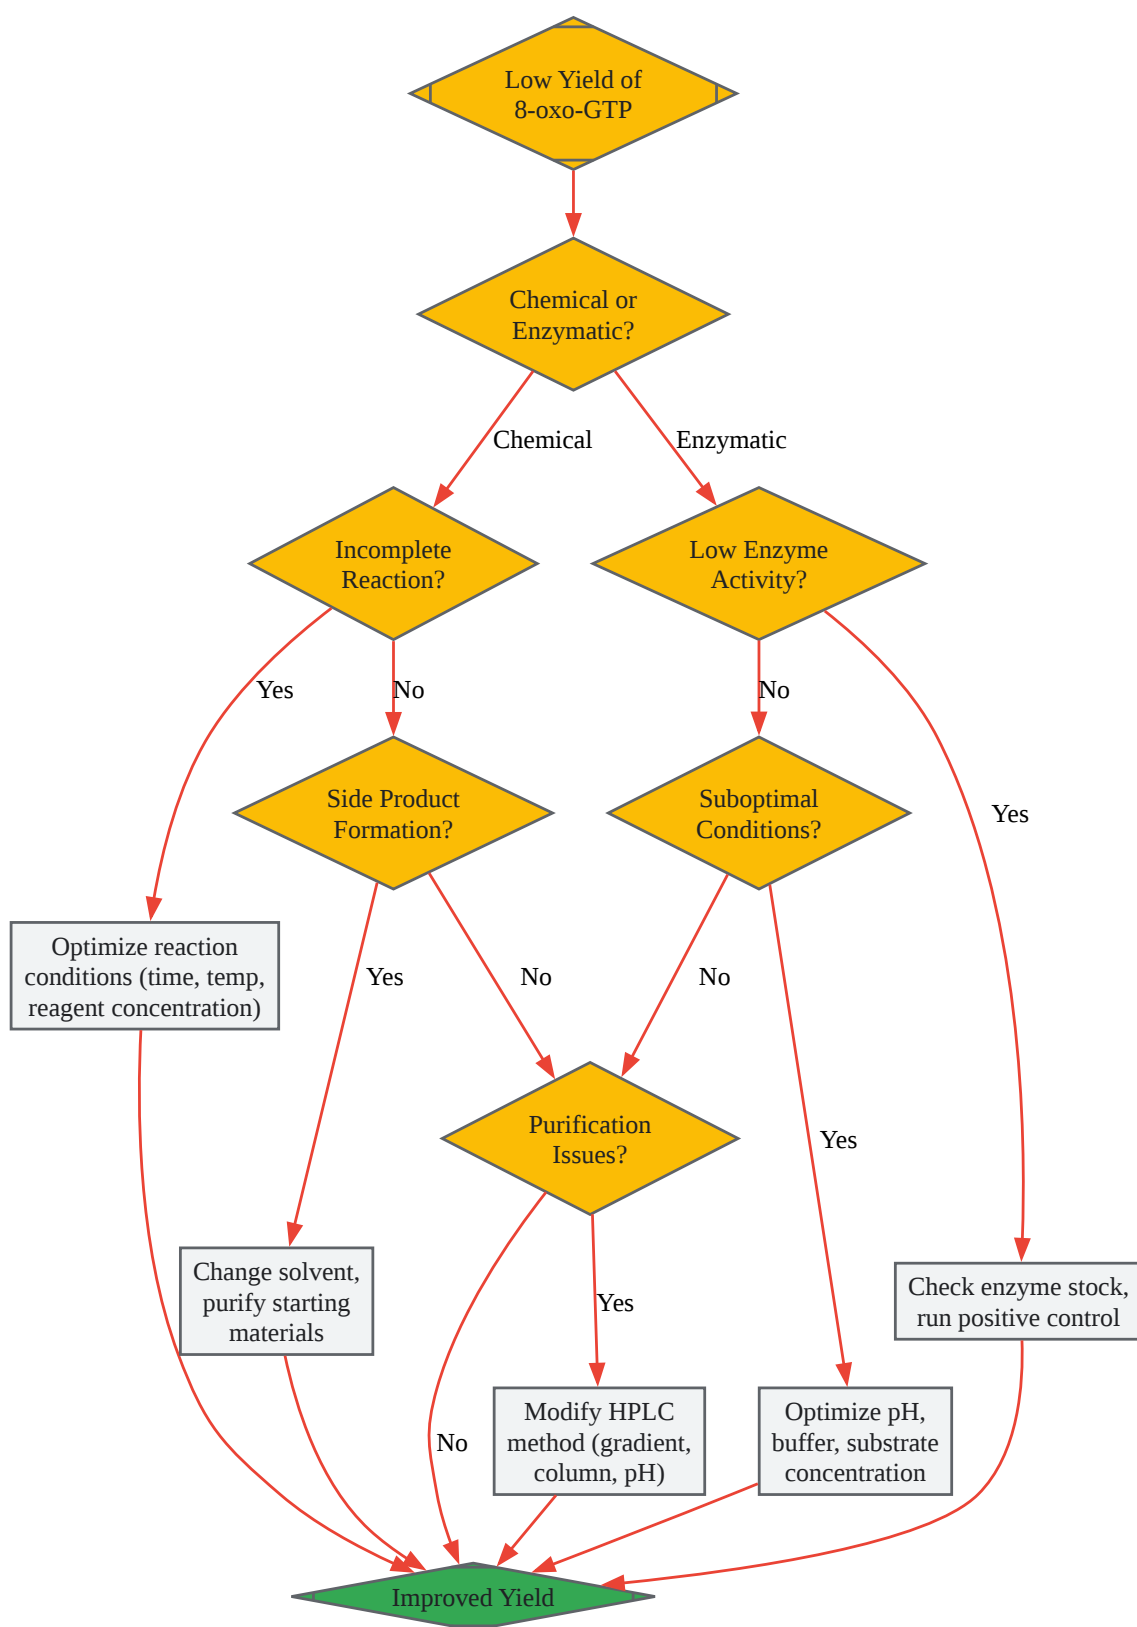 Low Yield of
8-oxo-GTP
Chemical or
Enzymatic?
Chemical
Enzymatic
Incomplete
Reaction?
Low Enzyme
Activity?
Yes
No
No
Yes
Side Product
Formation?
Suboptimal
Conditions?
Optimize reaction
conditions (time, temp,
reagent concentration)
Yes
No
No
Yes
Purification
Issues?
Change solvent,
purify starting
materials
Yes
No
Check enzyme stock,
run positive control
Modify HPLC
method (gradient,
column, pH)
Optimize pH,
buffer, substrate
concentration
Improved Yield